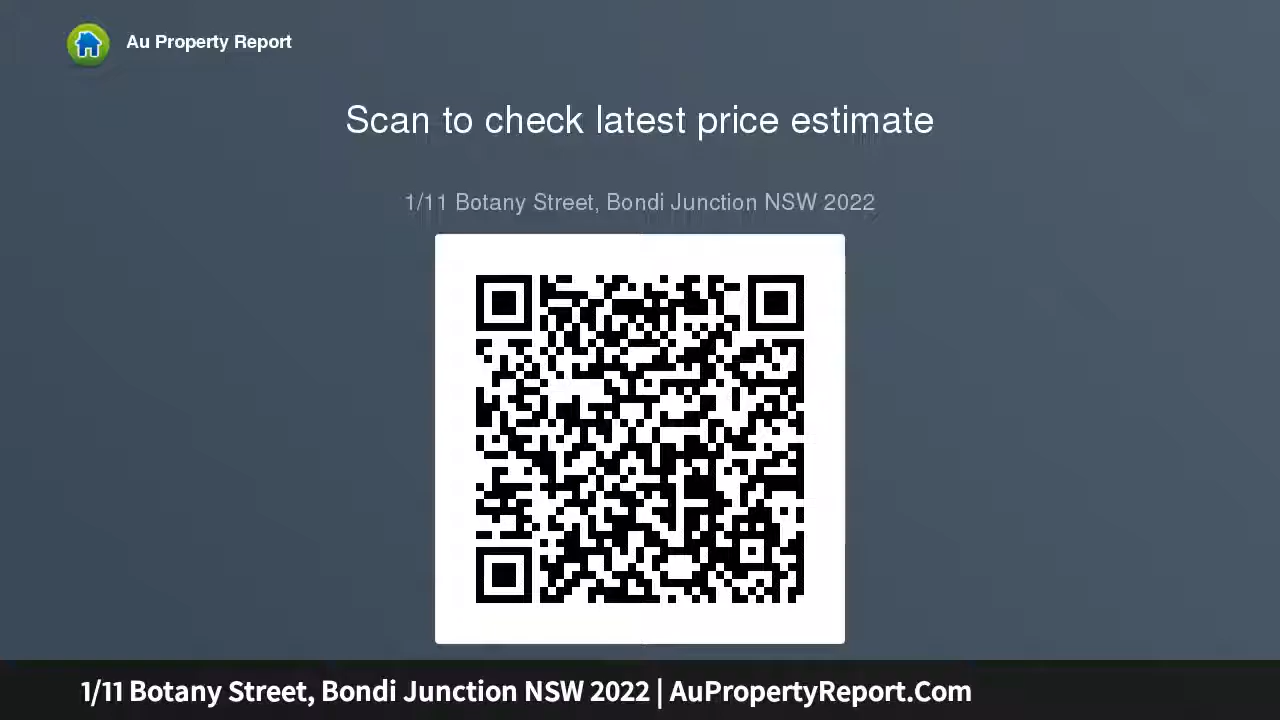 Au Property Report
Scan to check latest price estimate
1/11 Botany Street, Bondi Junction NSW 2022
1/11 Botany Street, Bondi Junction NSW 2022 | AuPropertyReport.Com